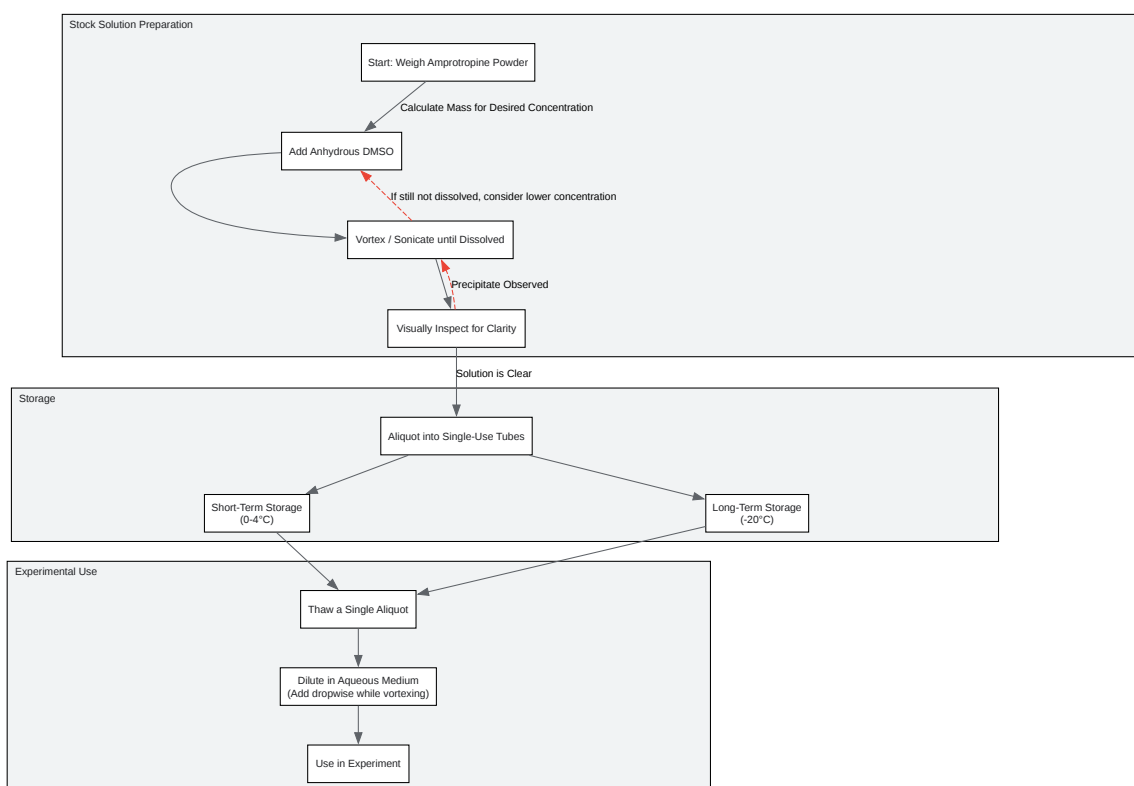 Stock Solution Preparation
Start: Weigh Amprotropine Powder
Calculate Mass for Desired Concentration
Add Anhydrous DMSO
If still not dissolved, consider lower concentration
Vortex / Sonicate until Dissolved
Precipitate Observed
Visually Inspect for Clarity
Solution is Clear
Storage
Aliquot into Single-Use Tubes
Short-Term Storage
(0-4°C)
Long-Term Storage
(-20°C)
Experimental Use
Thaw a Single Aliquot
Dilute in Aqueous Medium
(Add dropwise while vortexing)
Use in Experiment